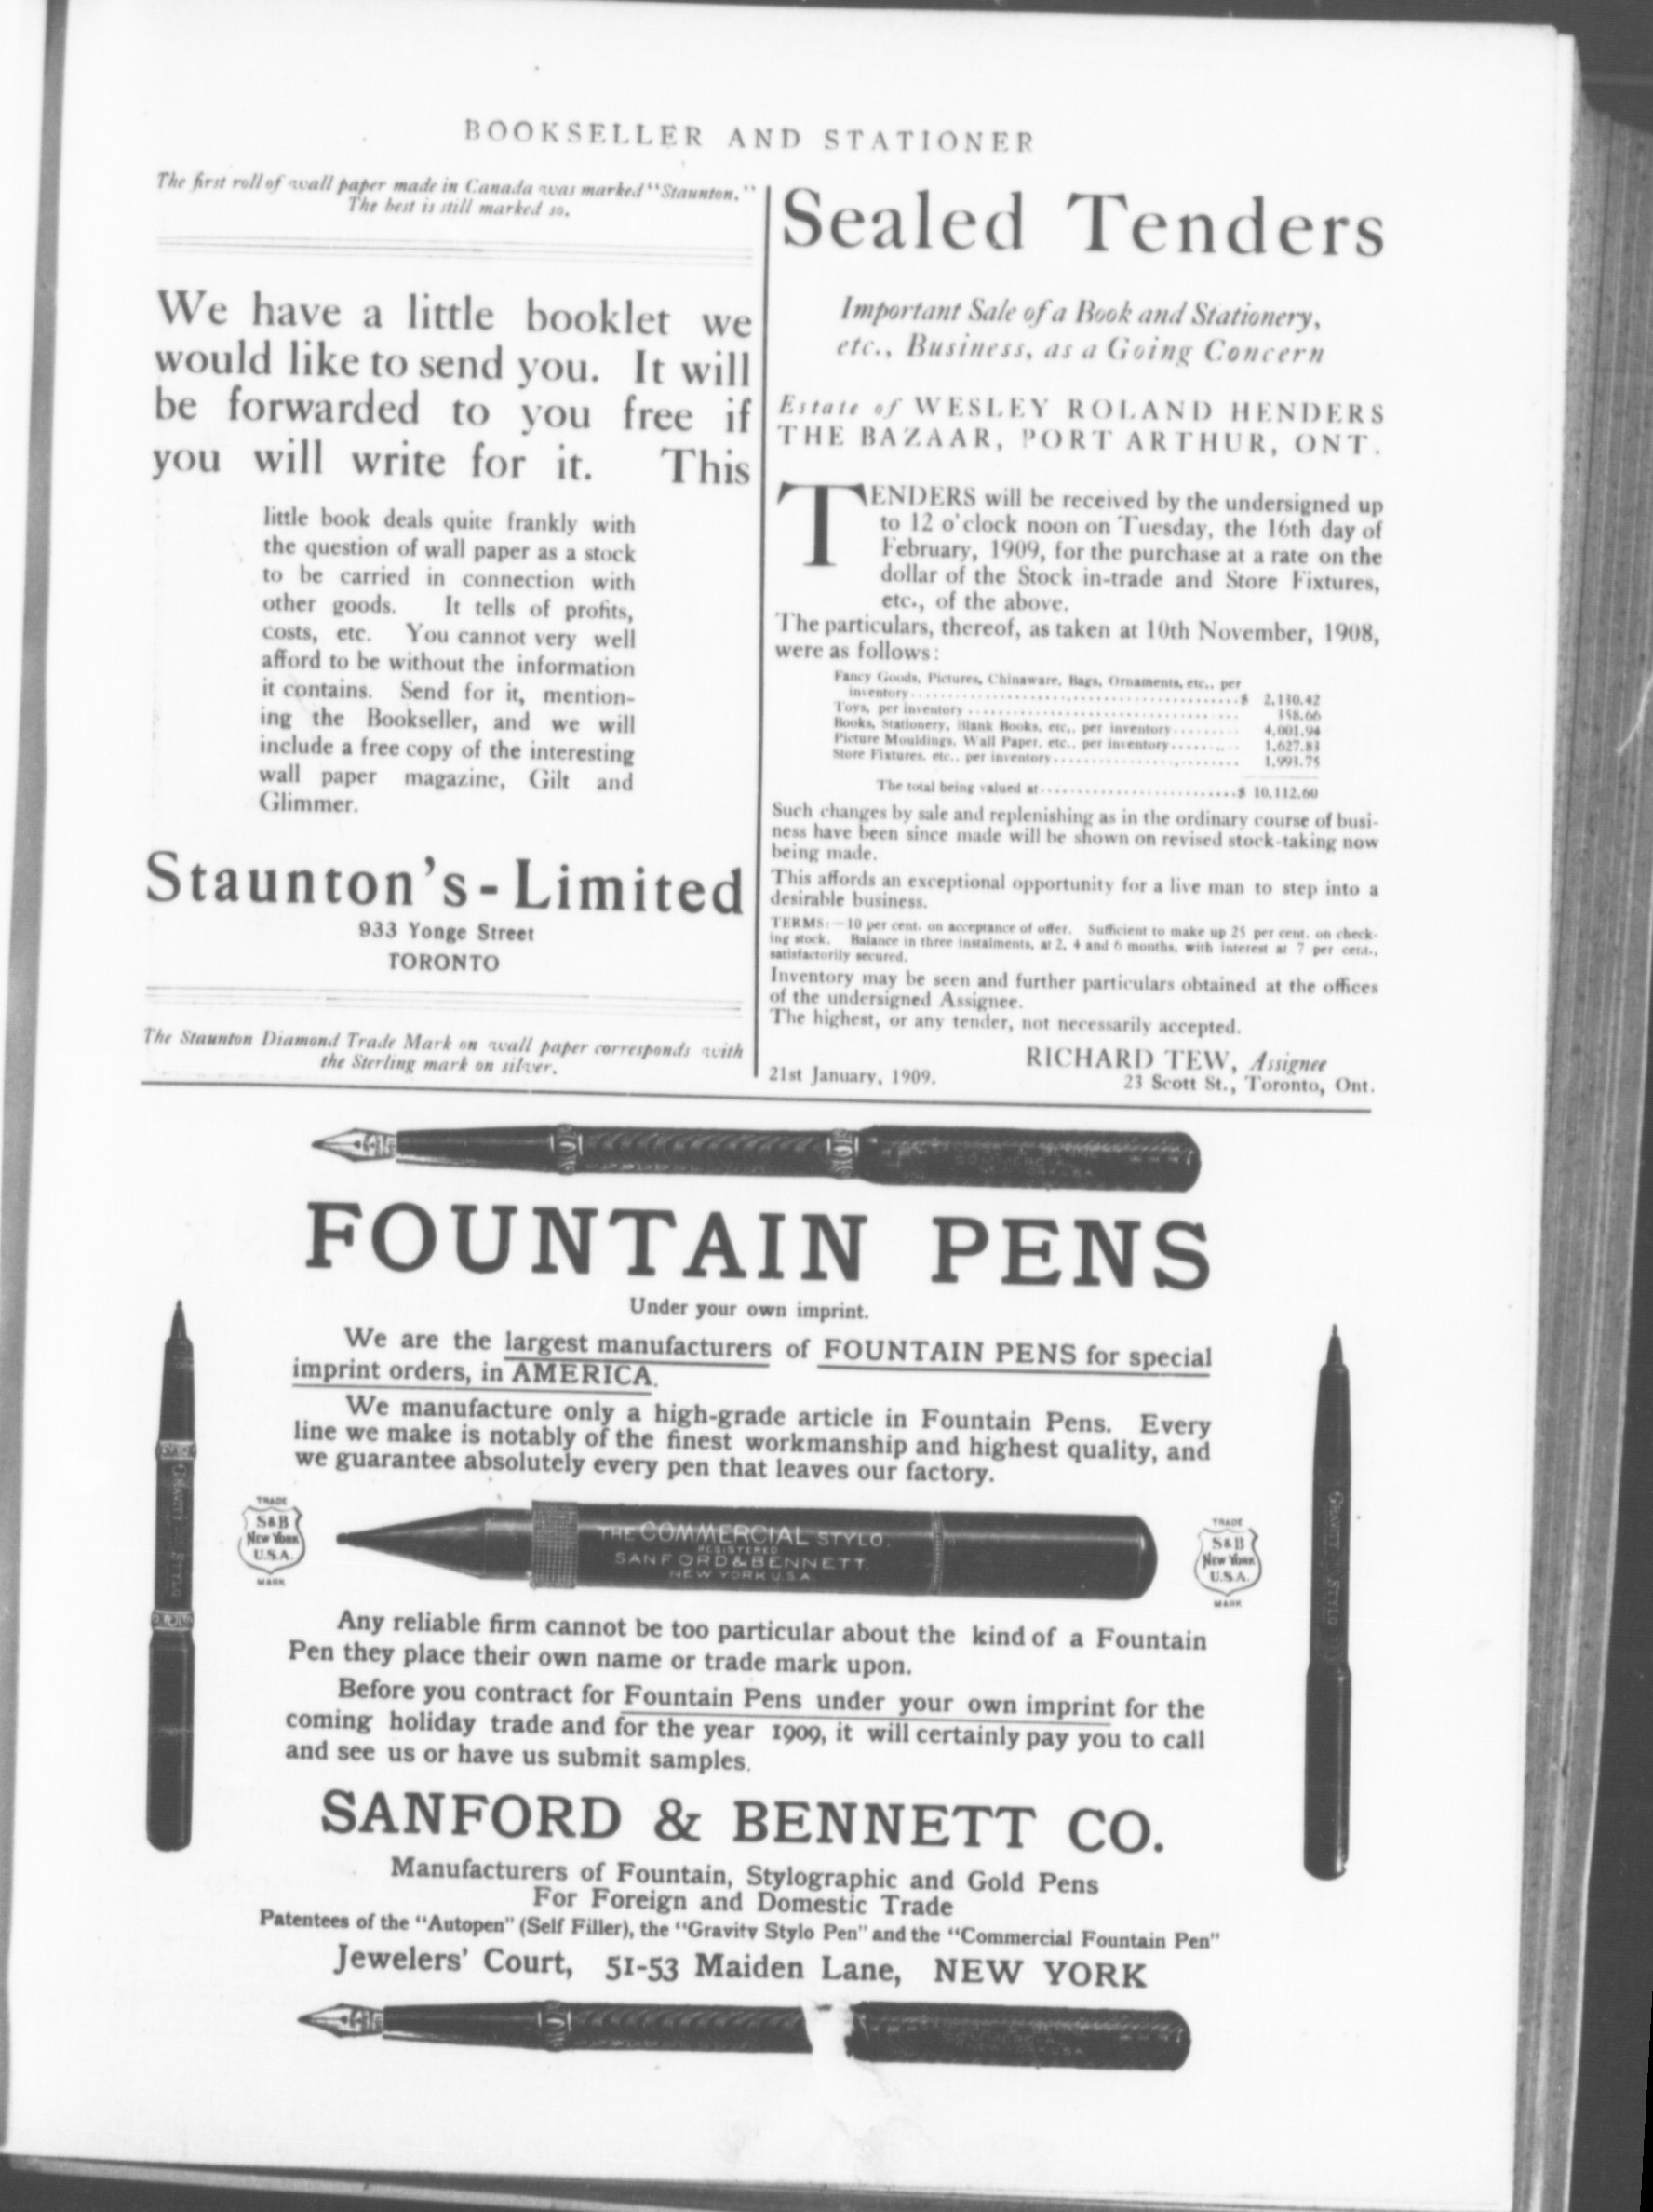 BOOKSELLER AND STATIONER
The first roll of wall paper made in Canada was marked "Staunton."
The best is still marked so.
We have a little booklet we
would like to send you. It will
be forwarded to you free if
you will write for it. This
little book deals quite frankly with
the question of wall paper as a stock
to be carried in connection with
other goods. It tells of profits,
costs, etc. You cannot very well
afford to be without the information
it contains. Send for it, mention-
ing the Bookseller, and we will
include a free copy of the interesting
wall paper magazine, Gilt and
Glimmer.
Staunton's-Limited
933 Yonge Street
TORONTO
The Staunton Diamond Trade Mark on wall paper corresponds with
the Sterling mark on silver.
Sealed Tenders
Important Sale of a Book and Stationery,
etc., Business, as a Going Concern
Estate of WESLEY ROLAND HENDERS
THE BAZAAR, PORT ARTHUR, ONT.
TENDERS will be received by the undersigned up
to 12 o'clock noon on Tuesday, the 16th day of
February, 1909, for the purchase at a rate on the
dollar of the Stock in-trade and Store Fixtures,
etc., of the above.
The particulars, thereof, as taken at 10th November, 1908,
were as follows:
Fancy Goods, Pictures, Chinaware, Bags, Ornaments, etc., per
inventory $ 2,130.42
Toys, per inventory 358.66
Books, Stationery, Blank Books, etc., per inventory 4,001.94
Picture Mouldings, Wall Paper, etc., per inventory 1,627.83
Store Fixtures, etc., per inventory 1,993.75
The total being valued at $ 10,112.60
Such changes by sale and replenishing as in the ordinary course of busi-
ness have been since made will be shown on revised stock-taking now
being made.
This affords an exceptional opportunity for a live man to step into a
desirable business.
TERMS:—10 per cent. on acceptance of offer. Sufficient to make up 25 per cent. on check-
ing stock. Balance in three instalments, at 2, 4 and 6 months, with interest at 7 per cent.,
satisfactorily secured.
Inventory may be seen and further particulars obtained at the offices
of the undersigned Assignee.
The highest, or any tender, not necessarily accepted.
RICHARD TEW, Assignee
21st January, 1909. 23 Scott St., Toronto, Ont.
FOUNTAIN PENS
Under your own imprint.
We are the largest manufacturers of FOUNTAIN PENS for special
imprint orders, in AMERICA.
We manufacture only a high-grade article in Fountain Pens. Every
line we make is notably of the finest workmanship and highest quality, and
we guarantee absolutely every pen that leaves our factory.
GRAVITY STYLO
TRADE
S&B
NEW YORK
U.S.A.
MARK
THE COMMERCIAL STYLO.
REGISTERED
SANFORD & BENNETT.
NEW YORK U.S.A.
TRADE
S&B
NEW YORK
U.S.A.
MARK
GRAVITY STYLO
Any reliable firm cannot be too particular about the kind of a Fountain
Pen they place their own name or trade mark upon.
Before you contract for Fountain Pens under your own imprint for the
coming holiday trade and for the year 1909, it will certainly pay you to call
and see us or have us submit samples.
SANFORD & BENNETT CO.
Manufacturers of Fountain, Stylographic and Gold Pens
For Foreign and Domestic Trade
Patentees of the "Autopen" (Self Filler), the "Gravity Stylo Pen" and the "Commercial Fountain Pen"
Jewelers' Court, 51-53 Maiden Lane, NEW YORK